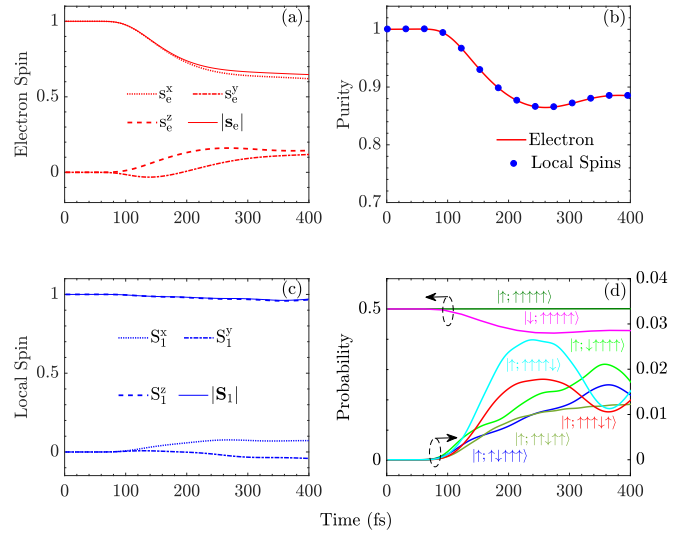 (a)
1
0.5
0
0 100 200 300 400
Electron Spin
s_e^x s_e^y
s_e^z |s_e|
(b)
1
0.9
0.8
0.7
0 100 200 300 400
Purity
Electron
Local Spins
(c)
1
0.5
0
0 100 200 300 400
Local Spin
S_1^x S_1^y
S_1^z |S_1|
(d)
0.5
0
0.04
0.03
0.02
0.01
0
0 100 200 300 400
Probability
|↑; ↑↑↑↑↑⟩
|↓; ↑↑↑↑↑⟩
|↑; ↓↑↑↑↑⟩
|↑; ↑↑↑↑↓⟩
|↑; ↑↑↑↓↑⟩
|↑; ↑↑↓↑↑⟩
|↑; ↑↓↑↑↑⟩
Time (fs)